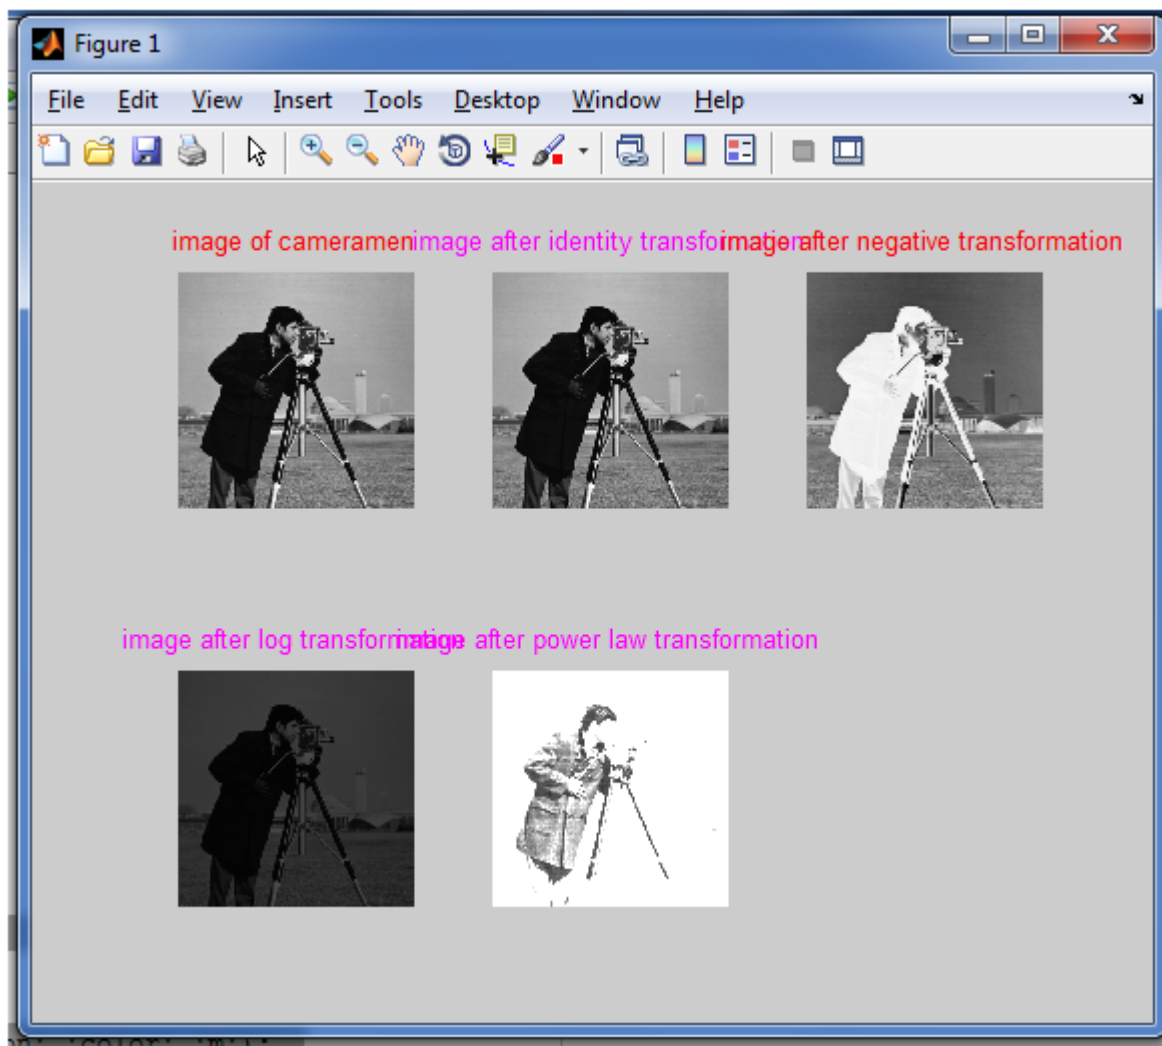 Figure 1
File Edit View Insert Tools Desktop Window Help
image of cameramen
image after identity transformation
image after negative transformation
image after log transformation
image after power law transformation